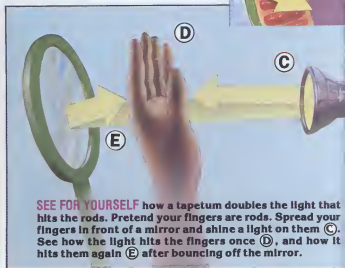 D
C
E
SEE FOR YOURSELF how a tapetum doubles the light that
hits the rods. Pretend your fingers are rods. Spread your
fingers in front of a mirror and shine a light on them Ⓒ.
See how the light hits the fingers once Ⓓ, and how it
hits them again Ⓔ after bouncing off the mirror.